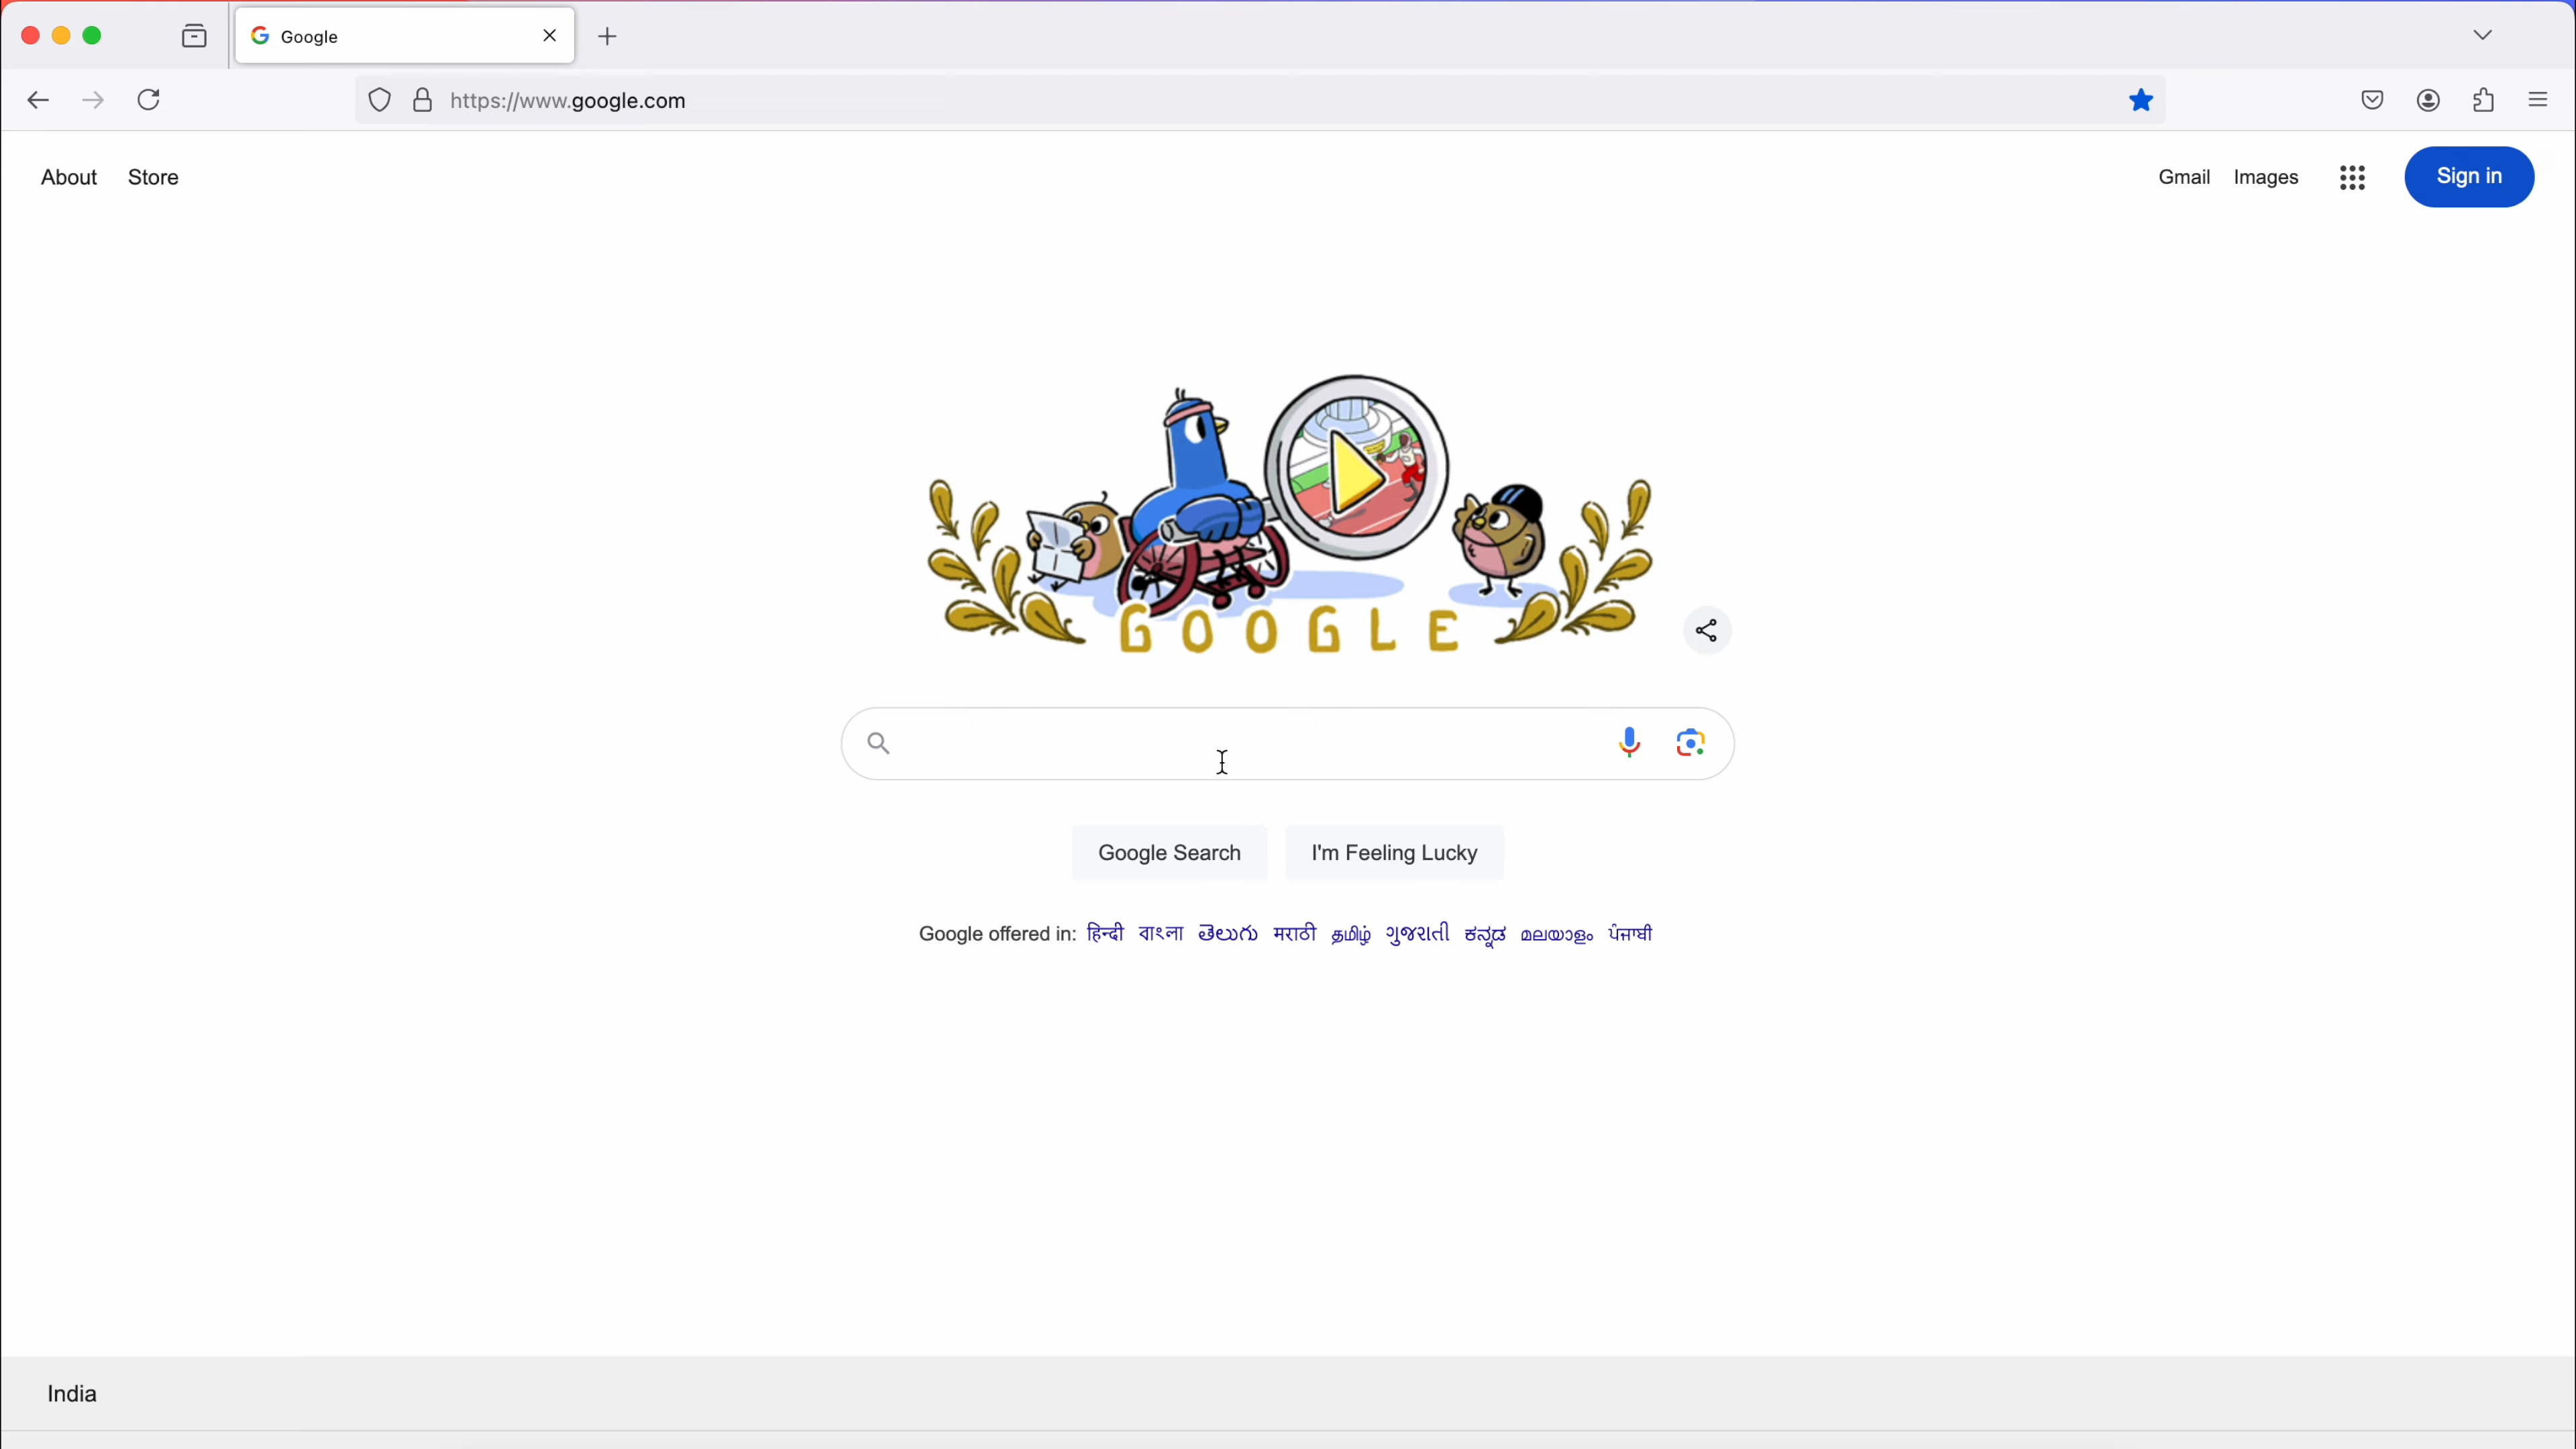 Google
https://www.google.com
About Store
Gmail Images
Sign in
GOOGLE
Google Search
I'm Feeling Lucky
Google offered in: हिन्दी বাংলা తెలుగు मराठी தமிழ் ગુજરાતી ಕನ್ನಡ മലയാളം ਪੰਜਾਬੀ
India